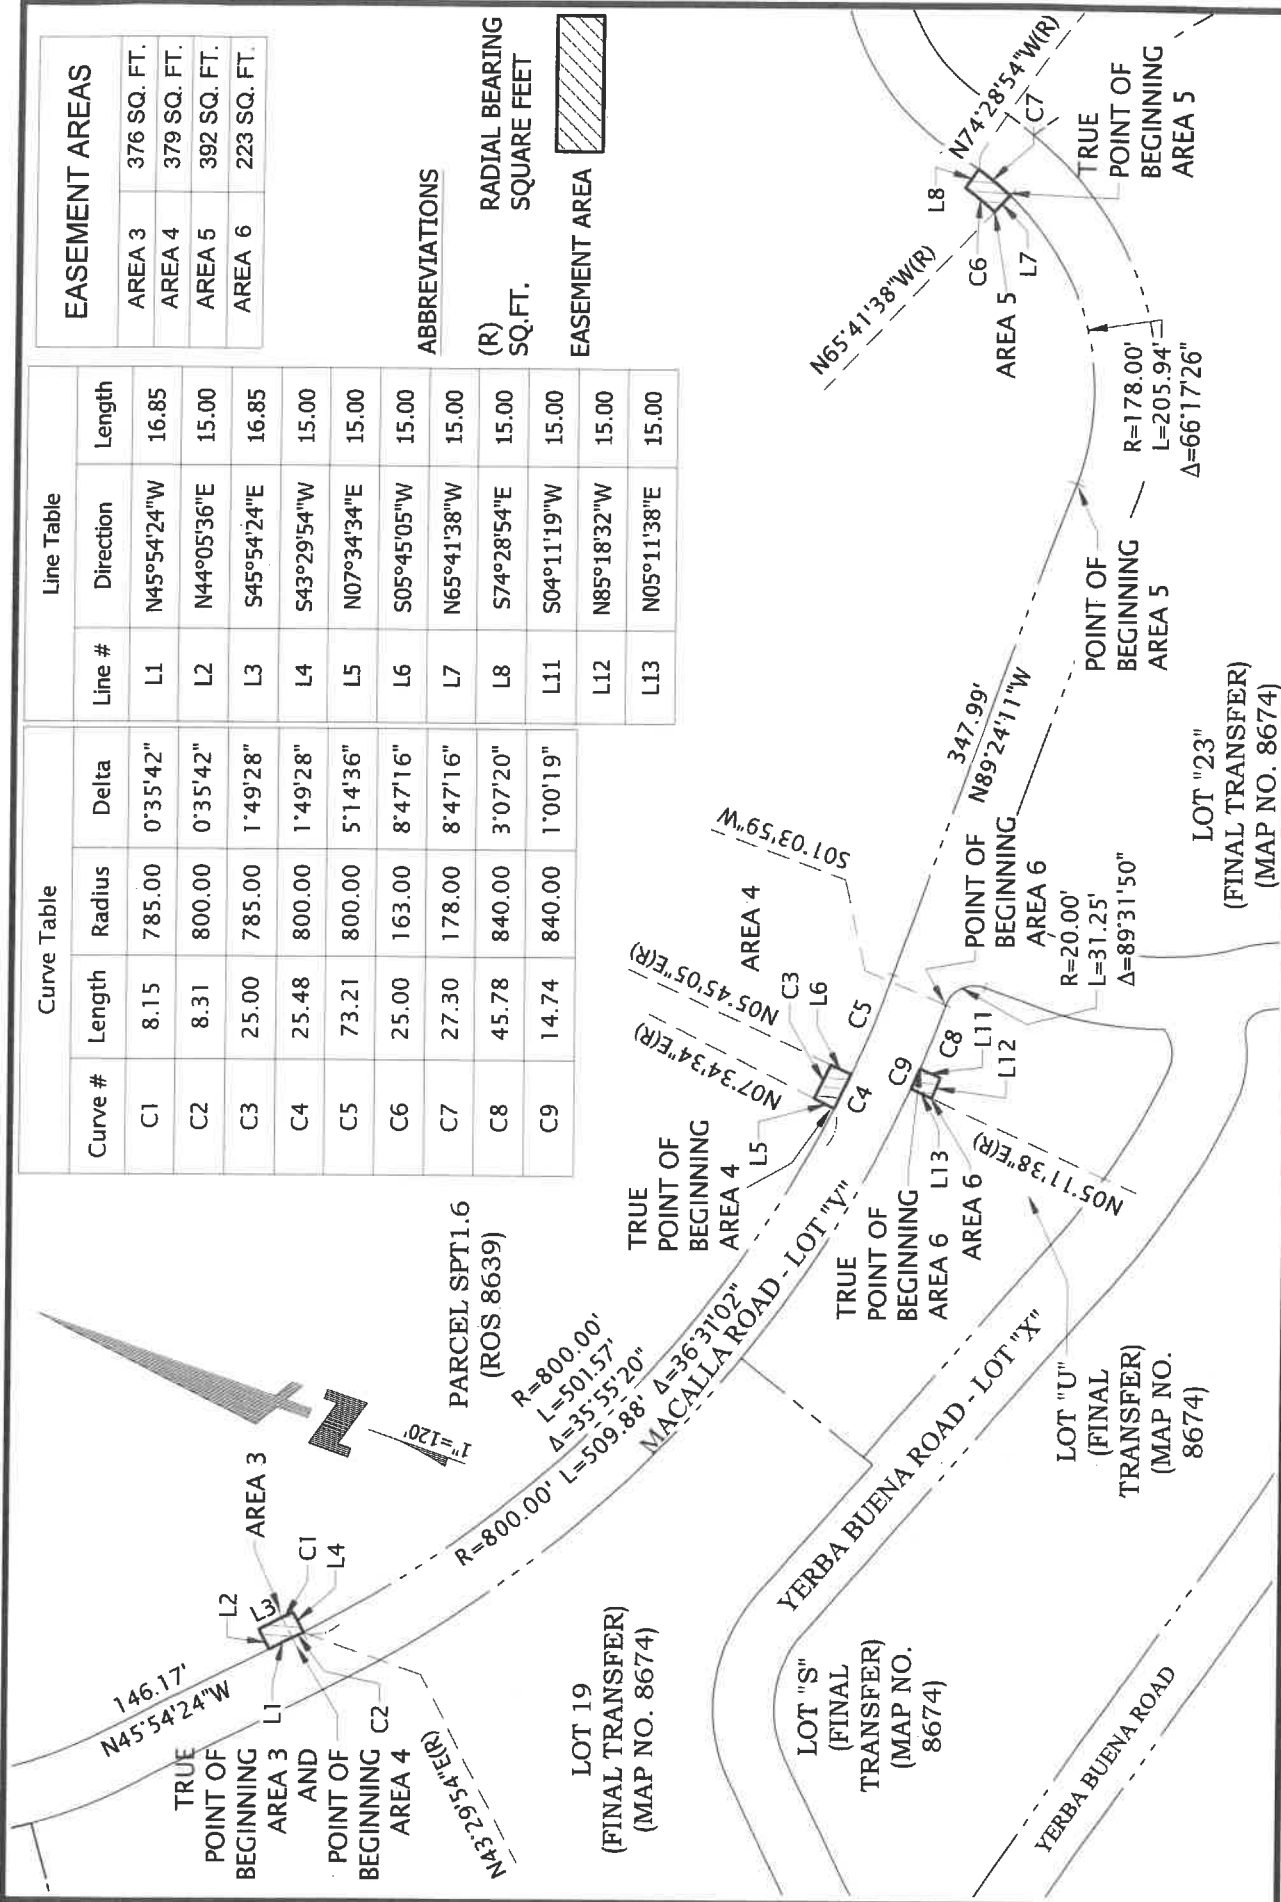 Curve Table
Curve # Length Radius Delta
C1 8.15 785.00 0°35'42"
C2 8.31 800.00 0°35'42"
C3 25.00 785.00 1°49'28"
C4 25.48 800.00 1°49'28"
C5 73.21 800.00 5°14'36"
C6 25.00 163.00 8°47'16"
C7 27.30 178.00 8°47'16"
C8 45.78 840.00 3°07'20"
C9 14.74 840.00 1°00'19"
Line Table
Line # Direction Length
L1 N45°54'24"W 16.85
L2 N44°05'36"E 15.00
L3 S45°54'24"E 16.85
L4 S43°29'54"W 15.00
L5 N07°34'34"E 15.00
L6 S05°45'05"W 15.00
L7 N65°41'38"W 15.00
L8 S74°28'54"E 15.00
L11 S04°11'19"W 15.00
L12 N85°18'32"W 15.00
L13 N05°11'38"E 15.00
EASEMENT AREAS
AREA 3 376 SQ. FT.
AREA 4 379 SQ. FT.
AREA 5 392 SQ. FT.
AREA 6 223 SQ. FT.
ABBREVIATIONS
(R) RADIAL BEARING
SQ.FT. SQUARE FEET
EASEMENT AREA
1"=120'
PARCEL SPT1.6
(ROS 8639)
146.17'
N45°54'24"W
L2
L3
AREA 3
C1
L4
L1
C2
TRUE
POINT OF
BEGINNING
AREA 3
AND
POINT OF
BEGINNING
AREA 4
N43°29'54"E(R)
R=800.00'
L=501.57'
Δ=35°55'20"
R=800.00' L=509.88' Δ=36°31'02"
MACALLA ROAD - LOT "V"
TRUE
POINT OF
BEGINNING
AREA 4
L5
N07°34'34"E(R)
N05°45'05"E(R)
C3
L6
AREA 4
C4
C5
S01°03'59"W
347.99'
N89°24'11"W
POINT OF
BEGINNING
AREA 6
R=20.00'
L=31.25'
Δ=89°31'50"
C9
C8
L11
L12
L13
AREA 6
TRUE
POINT OF
BEGINNING
AREA 6
N05°11'38"E(R)
POINT OF
BEGINNING
AREA 5
R=178.00'
L=205.94'
Δ=66°17'26"
N65°41'38"W(R)
N74°28'54"W(R)
L8
C6
L7
C7
AREA 5
TRUE
POINT OF
BEGINNING
AREA 5
LOT 19
(FINAL TRANSFER)
(MAP NO. 8674)
LOT "S"
(FINAL
TRANSFER)
(MAP NO.
8674)
YERBA BUENA ROAD - LOT "X"
YERBA BUENA ROAD
LOT "U"
(FINAL
TRANSFER)
(MAP NO.
8674)
LOT "23"
(FINAL TRANSFER)
(MAP NO. 8674)